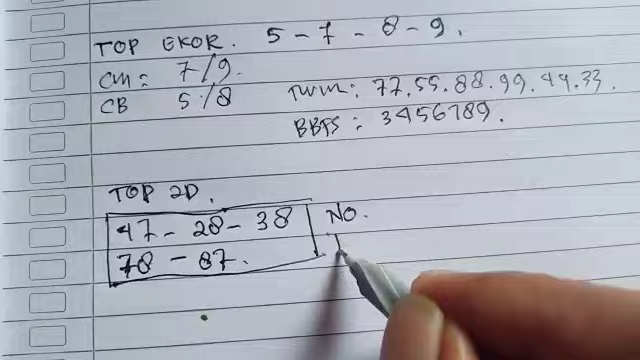 TOP EKOR. 5 - 7 - 8 - 9.
CM = 7/9.
CB 5/8
TWM: 77.55.88.99.44.33.
BBFS: 3456789.
TOP 2D.
47 - 28 - 38
78 - 87.
No.